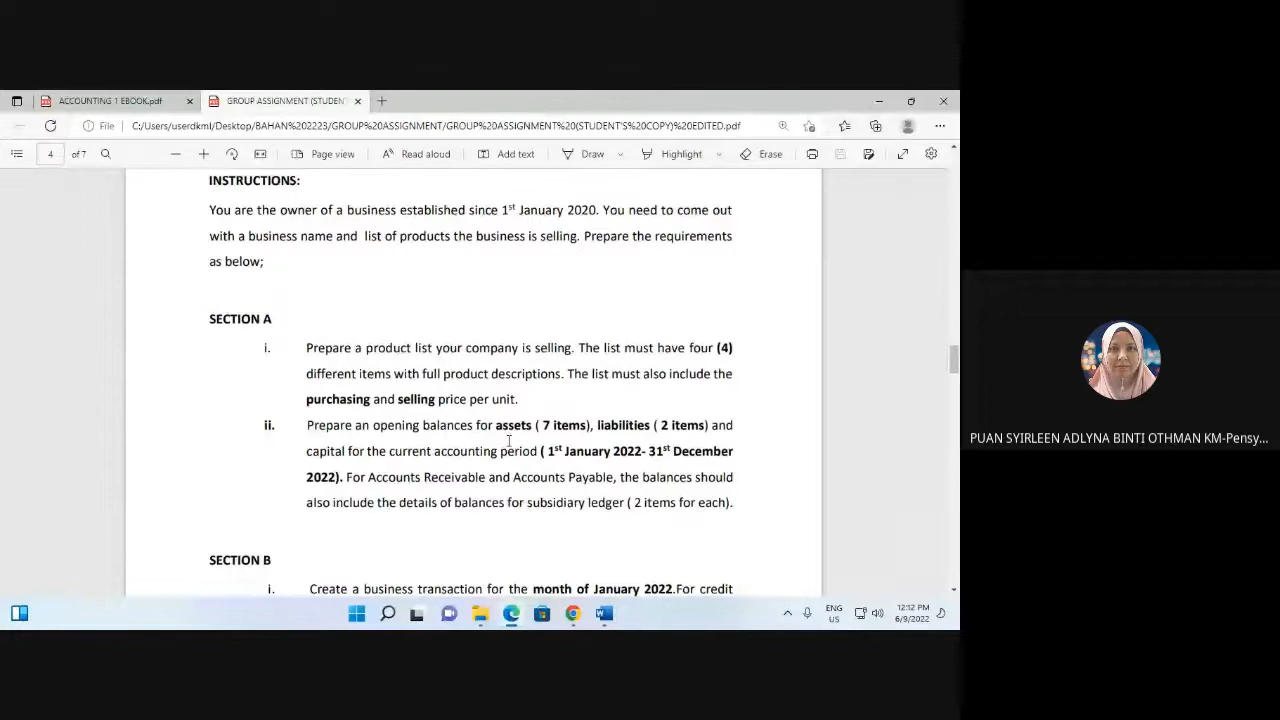 ACCOUNTING 1 EBOOK.pdf
GROUP ASSIGNMENT (STUDEN
File
C:/Users/userdkml/Desktop/BAHAN%202223/GROUP%20ASSIGNMENT/GROUP%20ASSIGNMENT%20(STUDENT'S%20COPY)%20EDITED.pdf
4 of 7
Page view
Read aloud
Add text
Draw
Highlight
Erase
INSTRUCTIONS:
You are the owner of a business established since 1st January 2020. You need to come out
with a business name and list of products the business is selling. Prepare the requirements
as below;
SECTION A
i. Prepare a product list your company is selling. The list must have four (4)
different items with full product descriptions. The list must also include the
purchasing and selling price per unit.
ii. Prepare an opening balances for assets ( 7 items), liabilities ( 2 items) and
capital for the current accounting period ( 1st January 2022- 31st December
2022). For Accounts Receivable and Accounts Payable, the balances should
also include the details of balances for subsidiary ledger ( 2 items for each).
SECTION B
i. Create a business transaction for the month of January 2022.For credit
ENG
US
12:12 PM
6/9/2022
PUAN SYIRLEEN ADLYNA BINTI OTHMAN KM-Pensy...